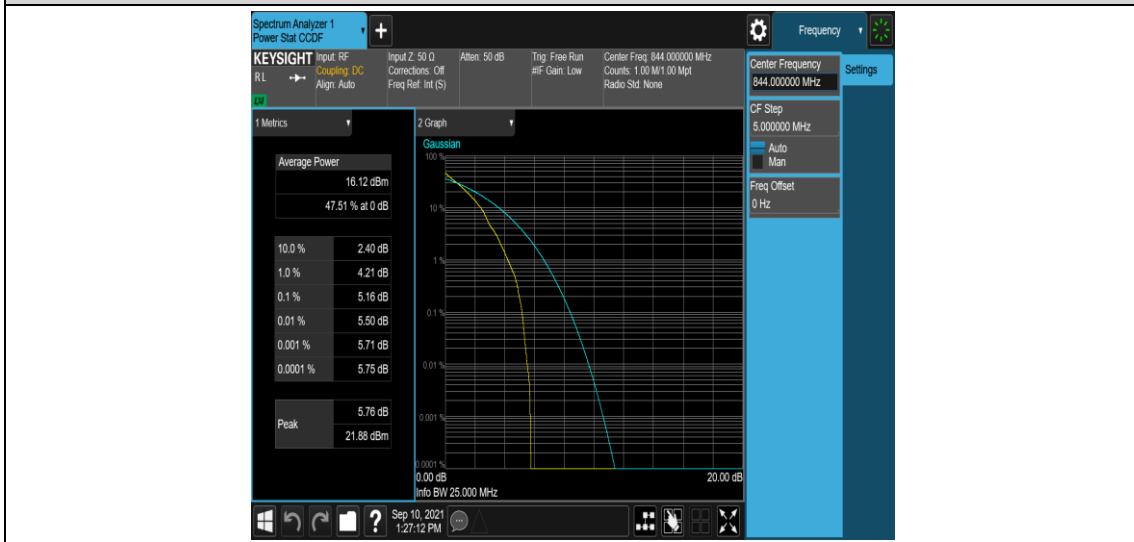 Spectrum Analyzer 1
Power Stat CCDF
Frequency
KEYSIGHT
RL
LXI
Input: RF
Coupling: DC
Align: Auto
Input Z: 50 Ω
Corrections: Off
Freq Ref: Int (S)
Atten: 50 dB
Trig: Free Run
#IF Gain: Low
Center Freq: 844.000000 MHz
Counts: 1.00 M/1.00 Mpt
Radio Std: None
Center Frequency
844.000000 MHz
Settings
CF Step
5.000000 MHz
Auto
Man
Freq Offset
0 Hz
1 Metrics
Average Power
16.12 dBm
47.51 % at 0 dB
10.0 % 2.40 dB
1.0 % 4.21 dB
0.1 % 5.16 dB
0.01 % 5.50 dB
0.001 % 5.71 dB
0.0001 % 5.75 dB
Peak
5.76 dB
21.88 dBm
2 Graph
Gaussian
100 %
10 %
1 %
0.1 %
0.01 %
0.001 %
0.0001 %
0.00 dB 20.00 dB
Info BW 25.000 MHz
?
Sep 10, 2021
1:27:12 PM